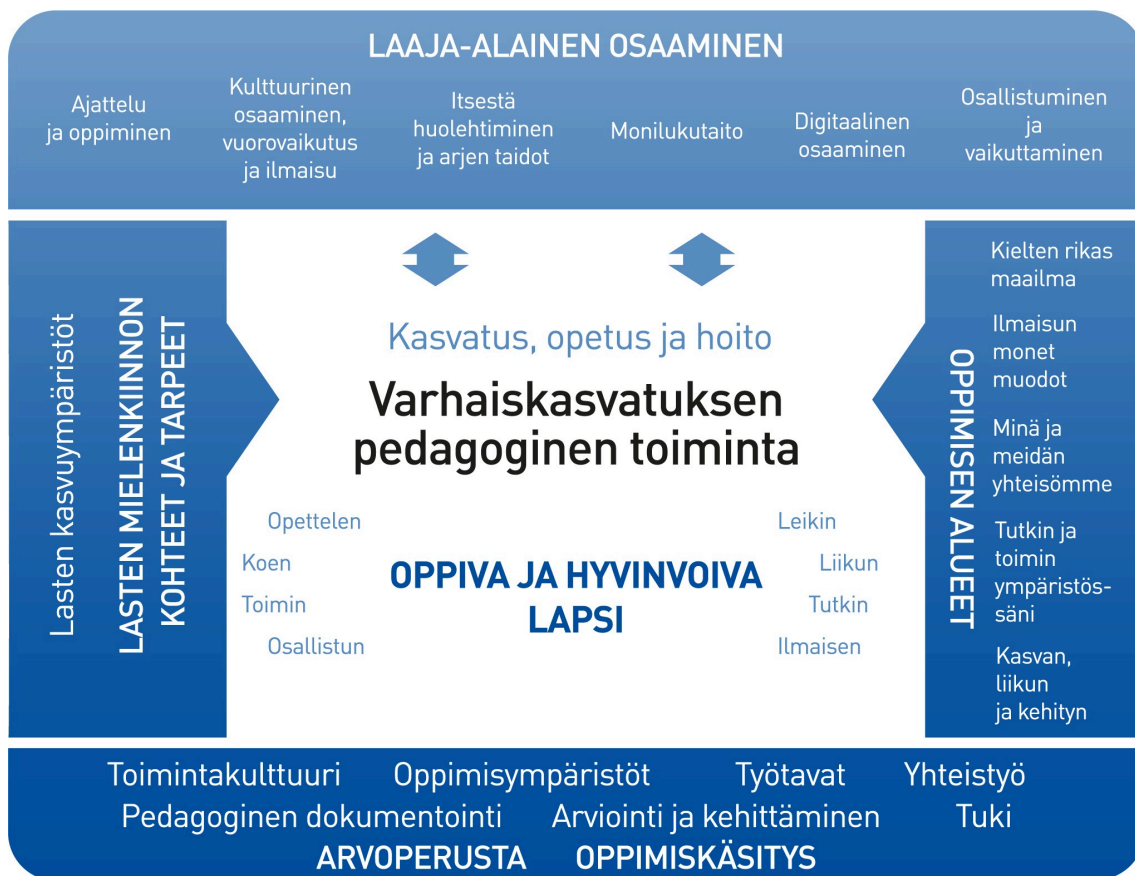 LAAJA-ALAINEN OSAAMINEN
Ajattelu
ja oppiminen
Kulttuurinen
osaaminen,
vuorovaikutus
ja ilmaisu
Itsestä
huolehtiminen
ja arjen taidot
Monilukutaito
Digitaalinen
osaaminen
Osallistuminen
ja
vaikuttaminen
Lasten kasvuympäristöt
LASTEN MIELENKIINNON
KOHTEET JA TARPEET
Kasvatus, opetus ja hoito
Varhaiskasvatuksen
pedagoginen toiminta
Opettelen
Koen
Toimin
Osallistun
OPPIVA JA HYVINVOIVA
LAPSI
Leikin
Liikun
Tutkin
Ilmaisen
OPPIMISEN ALUEET
Kielten rikas
maailma
Ilmaisun
monet
muodot
Minä ja
meidän
yhteisömme
Tutkin ja
toimin
ympäristös-
säni
Kasvan,
liikun
ja kehityn
Toimintakulttuuri Oppimisympäristöt Työtavat Yhteistyö
Pedagoginen dokumentointi Arviointi ja kehittäminen Tuki
ARVOPERUSTA OPPIMISKÄSITYS